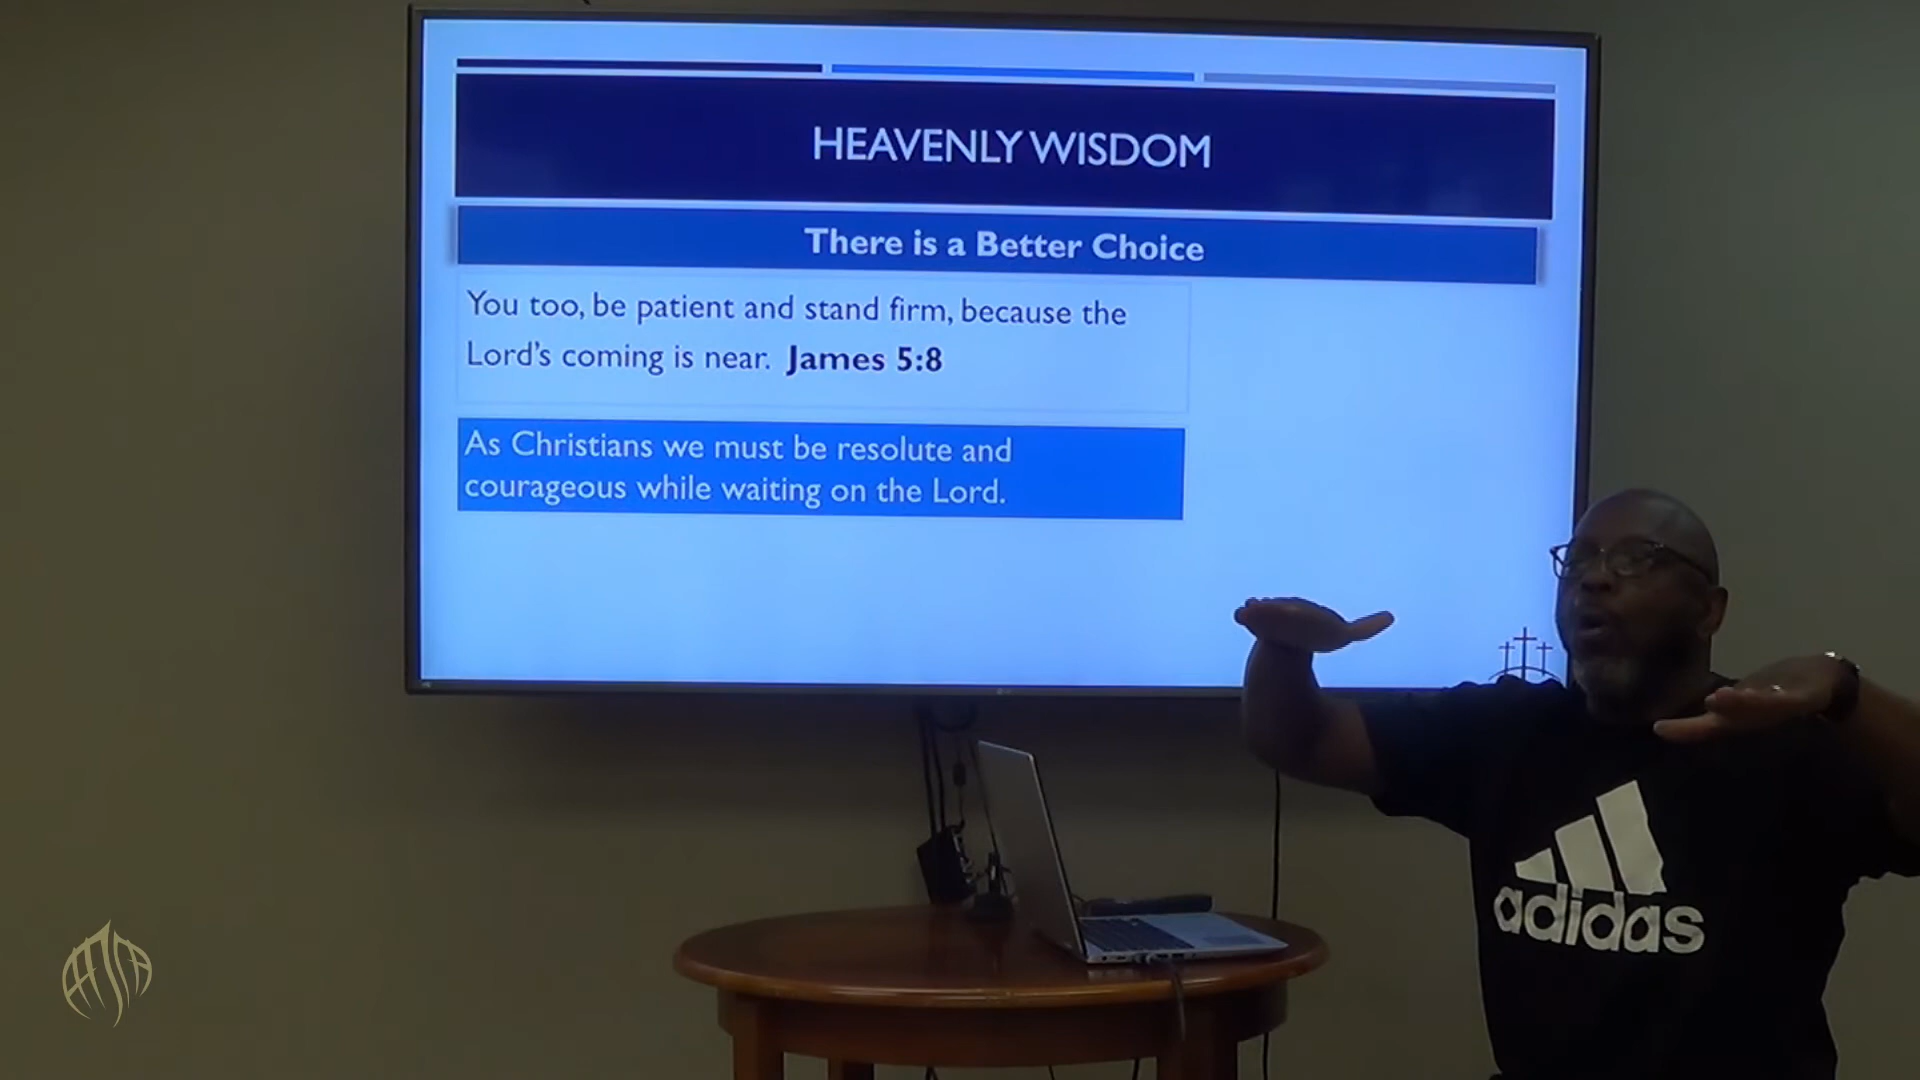 HEAVENLY WISDOM
There is a Better Choice
You too, be patient and stand firm, because the
Lord's coming is near. James 5:8
As Christians we must be resolute and
courageous while waiting on the Lord.
adidas